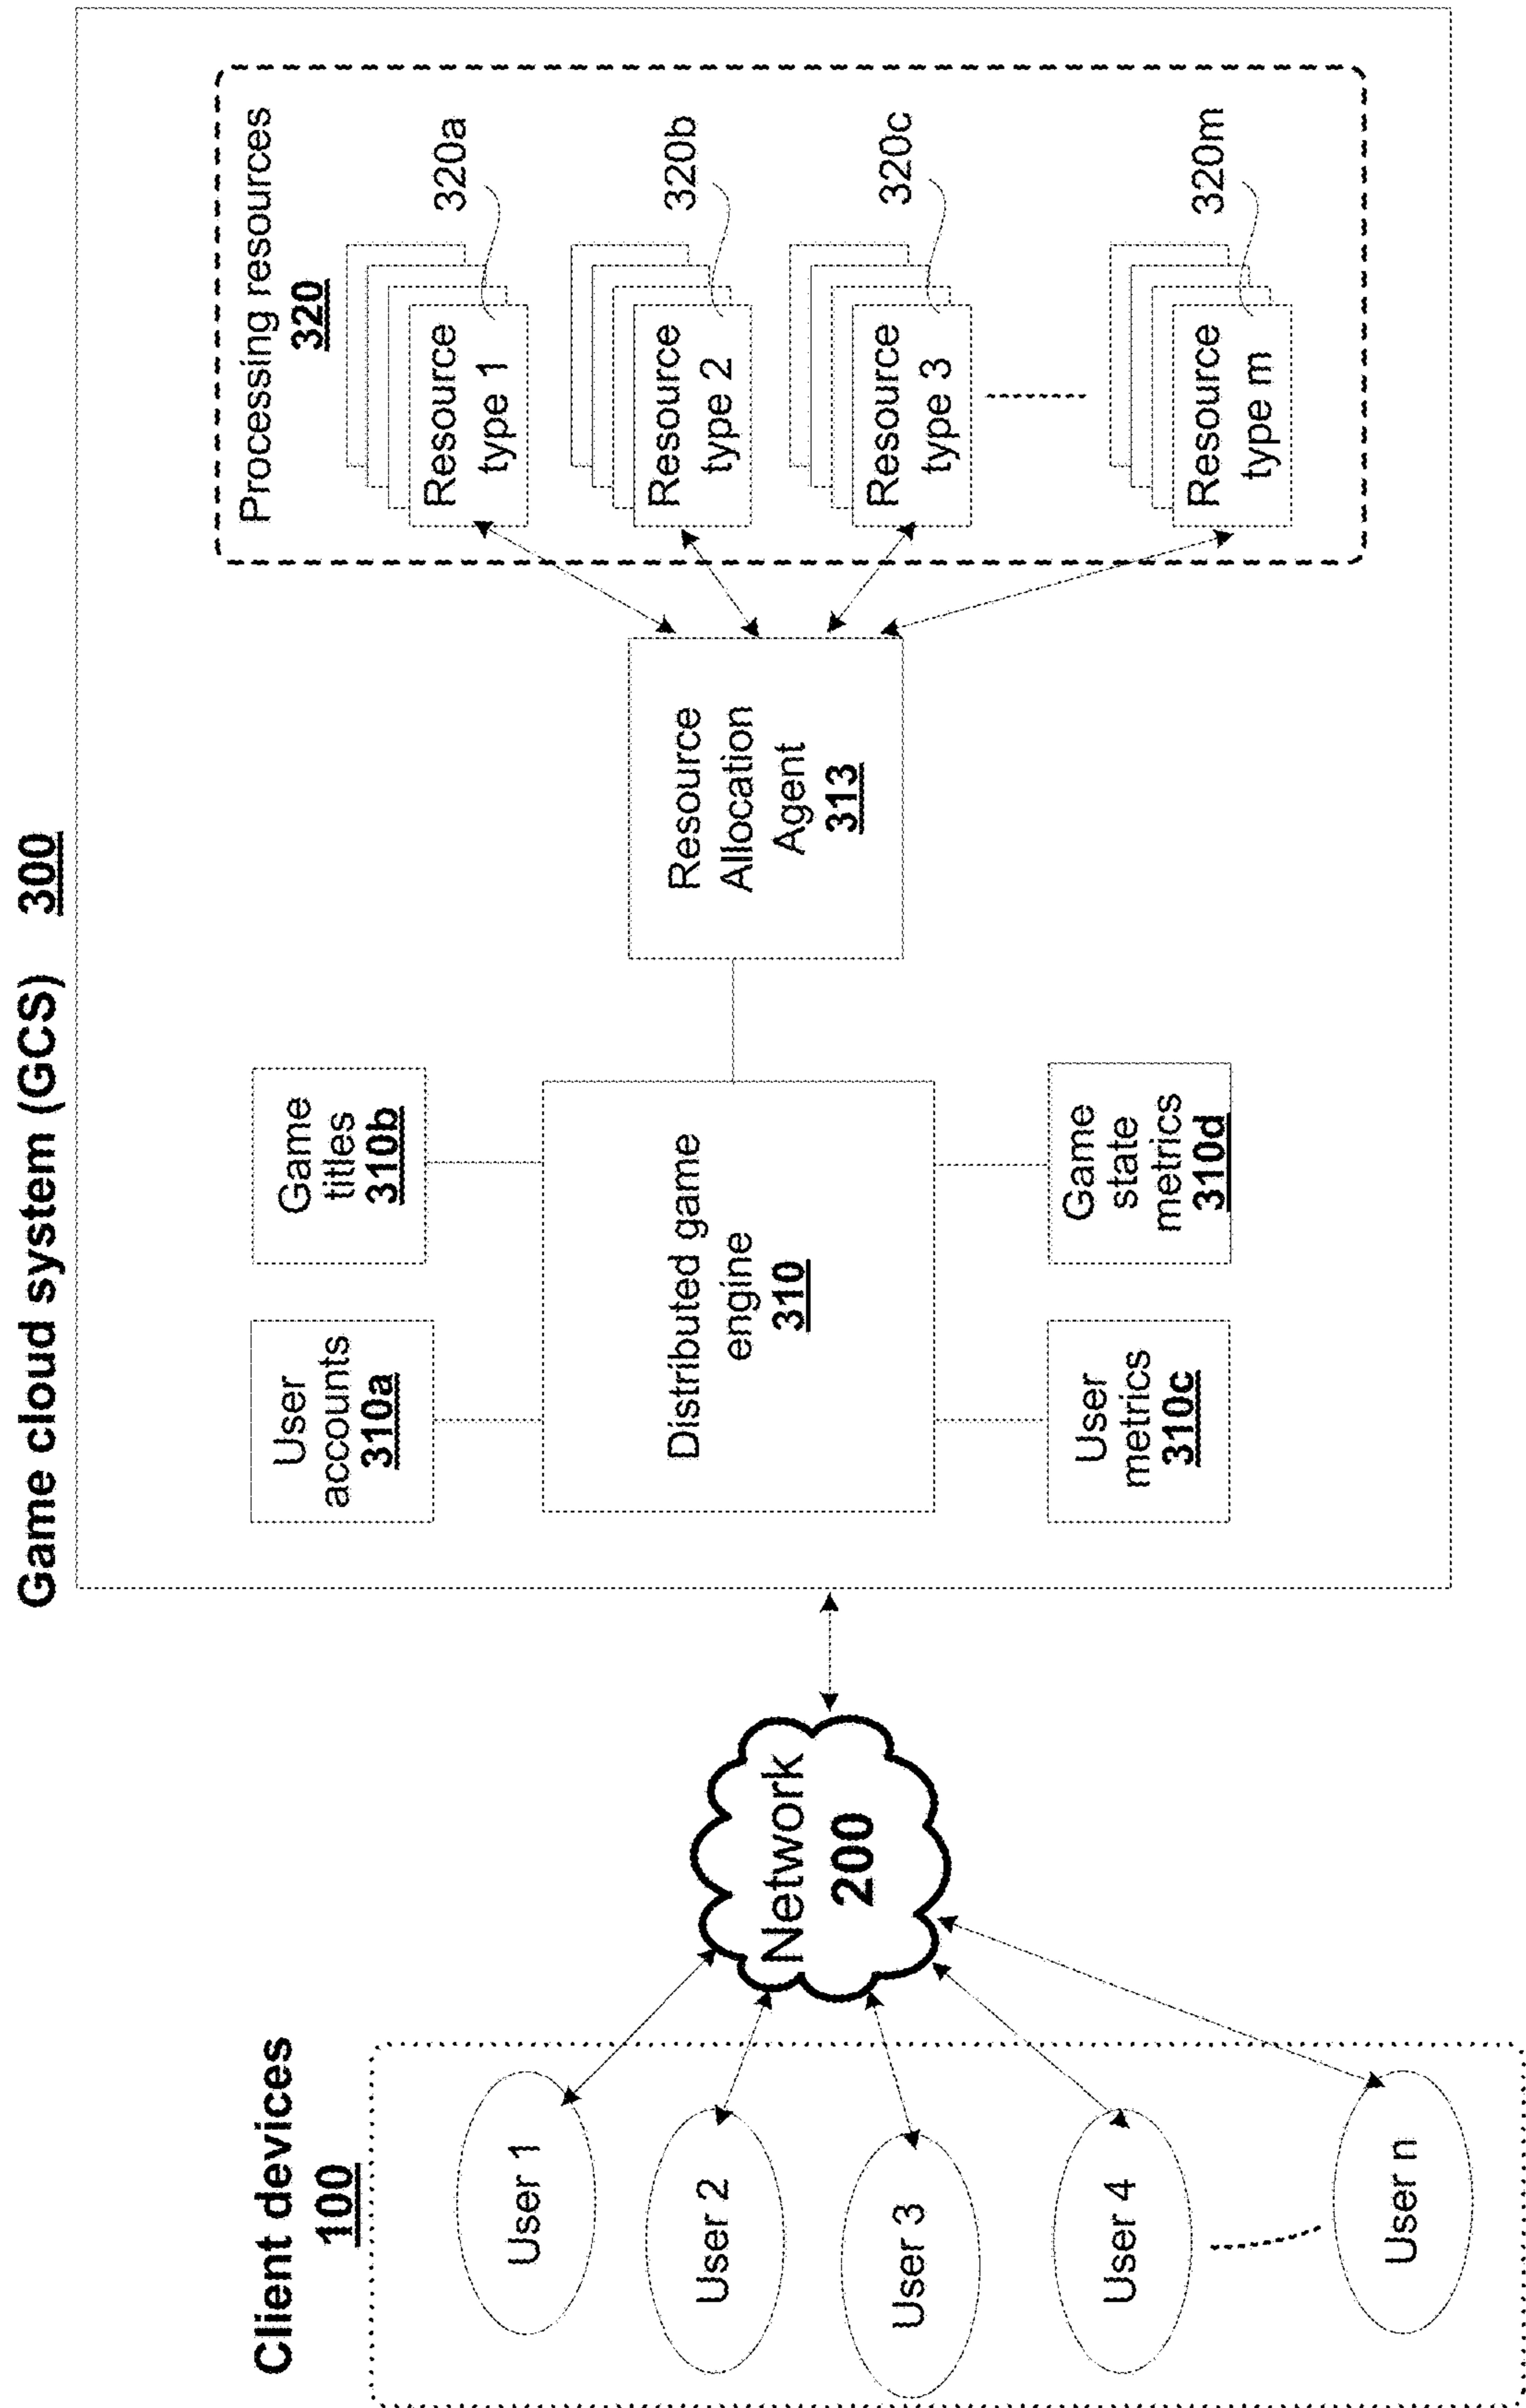 Game cloud system (GCS) 300
Client devices
100
User 1
User 2
User 3
User 4
User n
Network
200
User
accounts
310a
Game
titles
310b
Distributed game
engine
310
User
metrics
310c
Game
state
metrics
310d
Resource
Allocation
Agent
313
Processing resources
320
Resource
type 1
320a
Resource
type 2
320b
Resource
type 3
320c
Resource
type m
320m